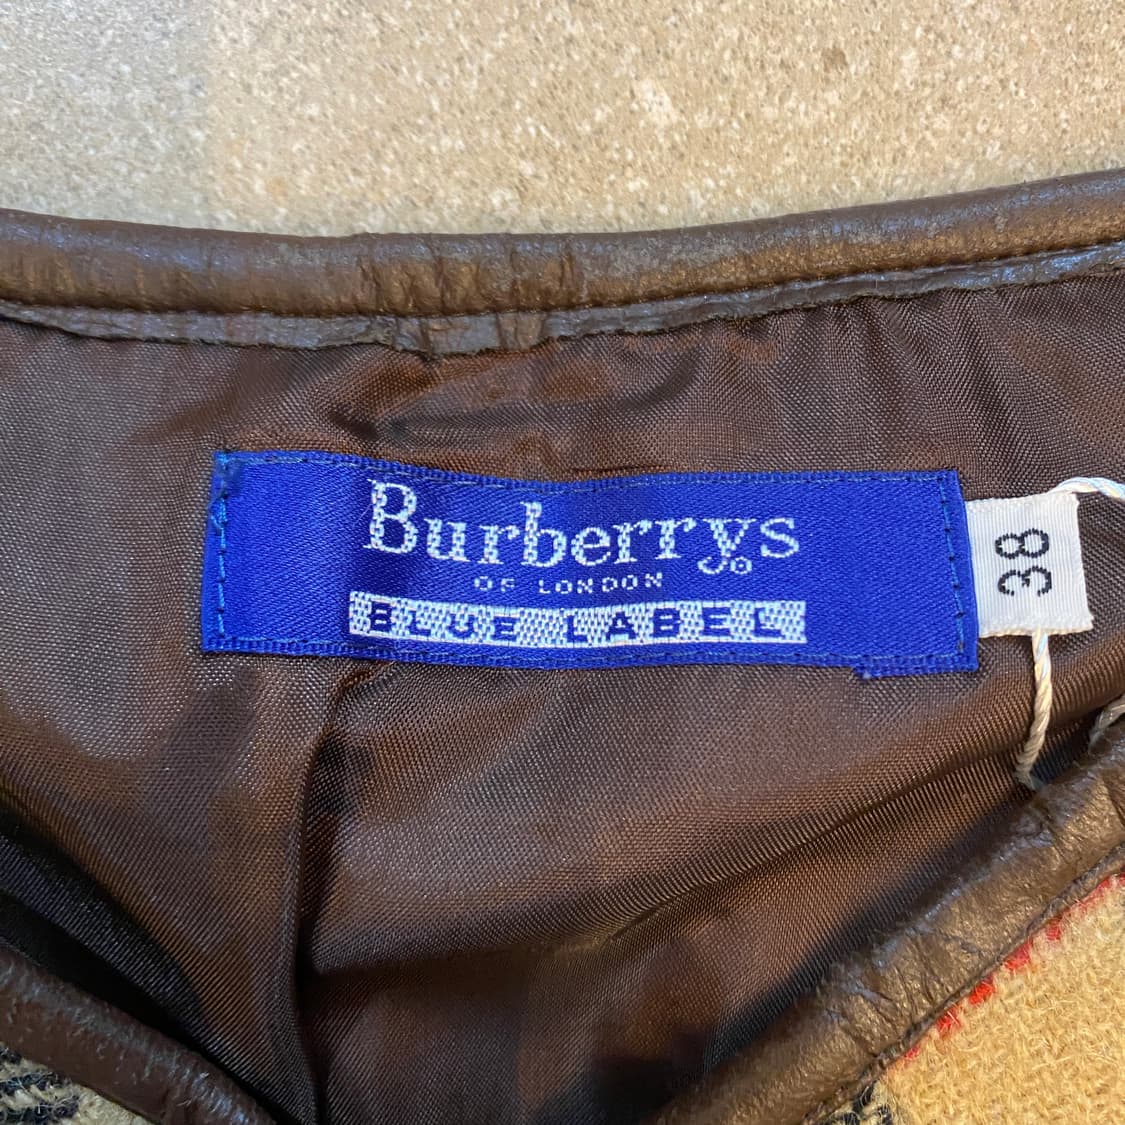 Burberrys
OF LONDON
BLUE LABEL
38